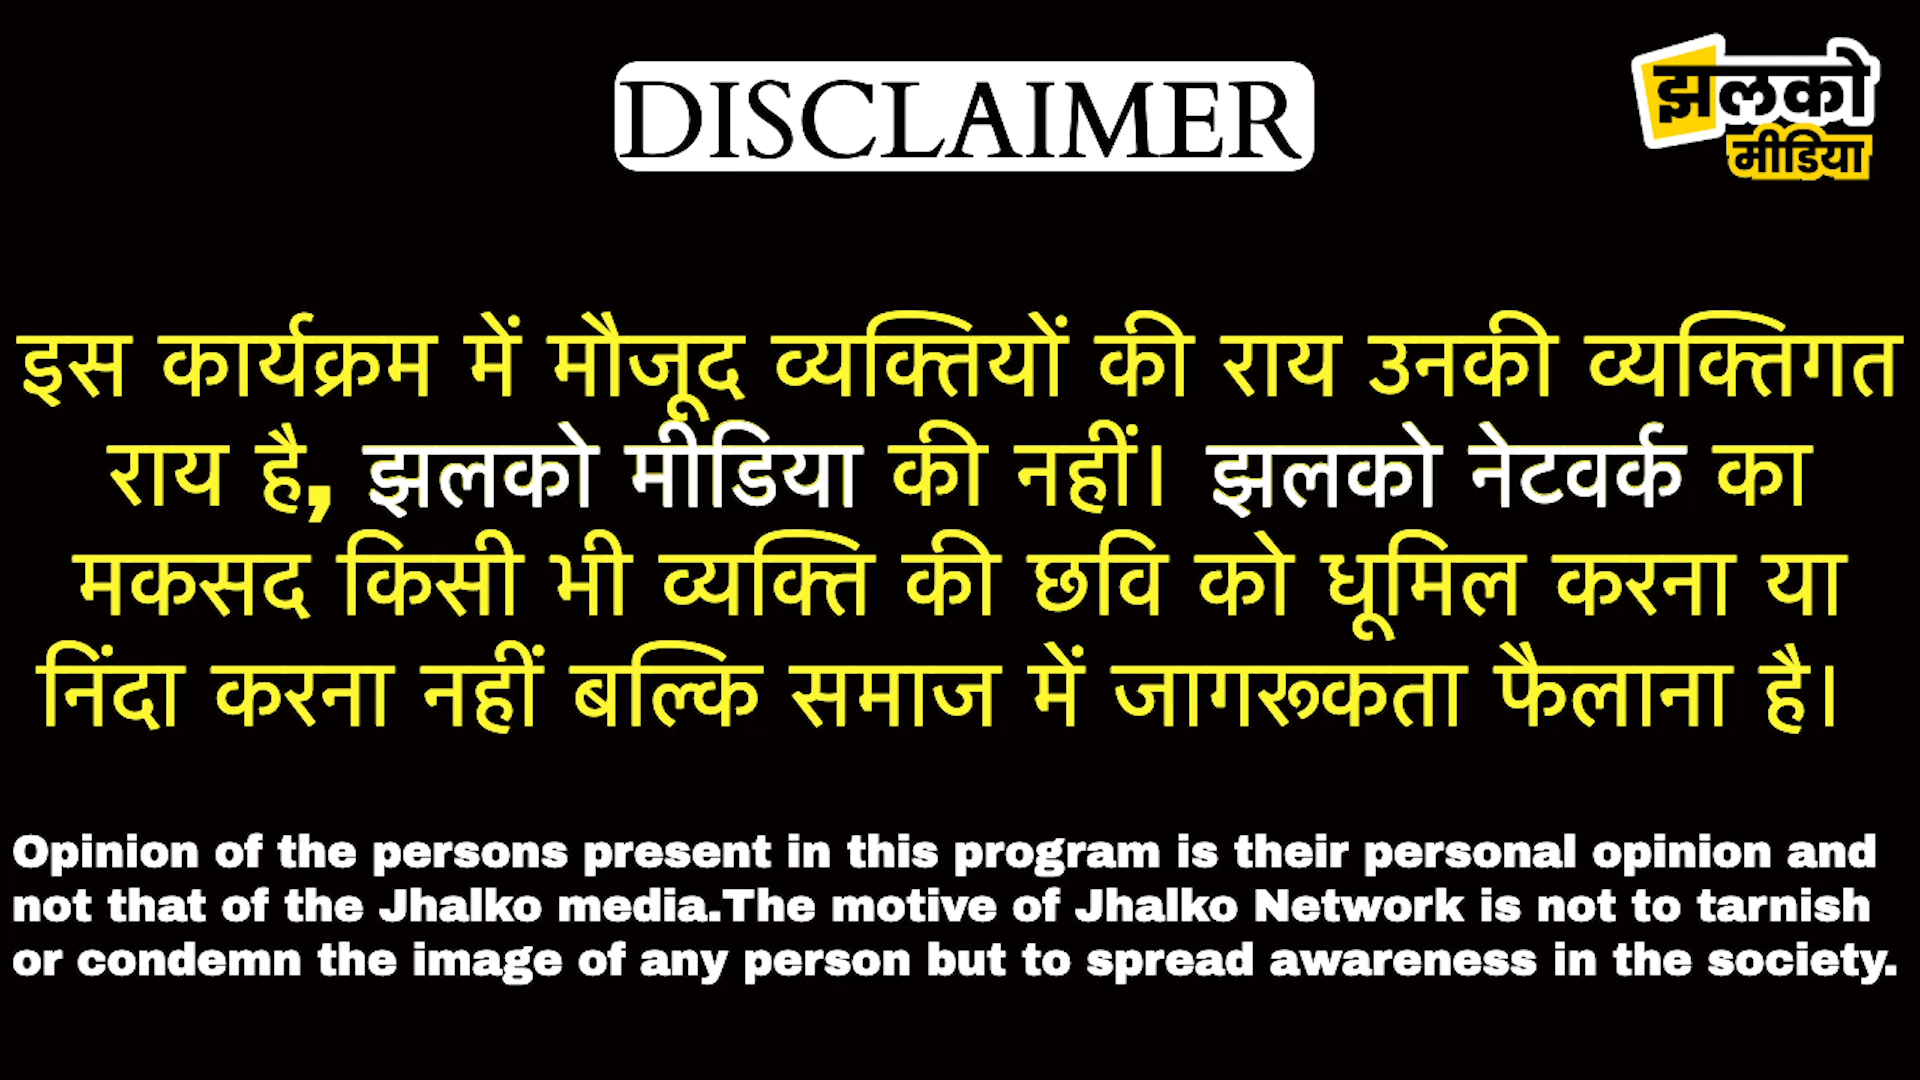 DISCLAIMER
झलको
मीडिया
इस कार्यक्रम में मौजूद व्यक्तियों की राय उनकी व्यक्तिगत
राय है, झलको मीडिया की नहीं। झलको नेटवर्क का
मकसद किसी भी व्यक्ति की छवि को धूमिल करना या
निंदा करना नहीं बल्कि समाज में जागरूकता फैलाना है।
Opinion of the persons present in this program is their personal opinion and
not that of the Jhalko media.The motive of Jhalko Network is not to tarnish
or condemn the image of any person but to spread awareness in the society.